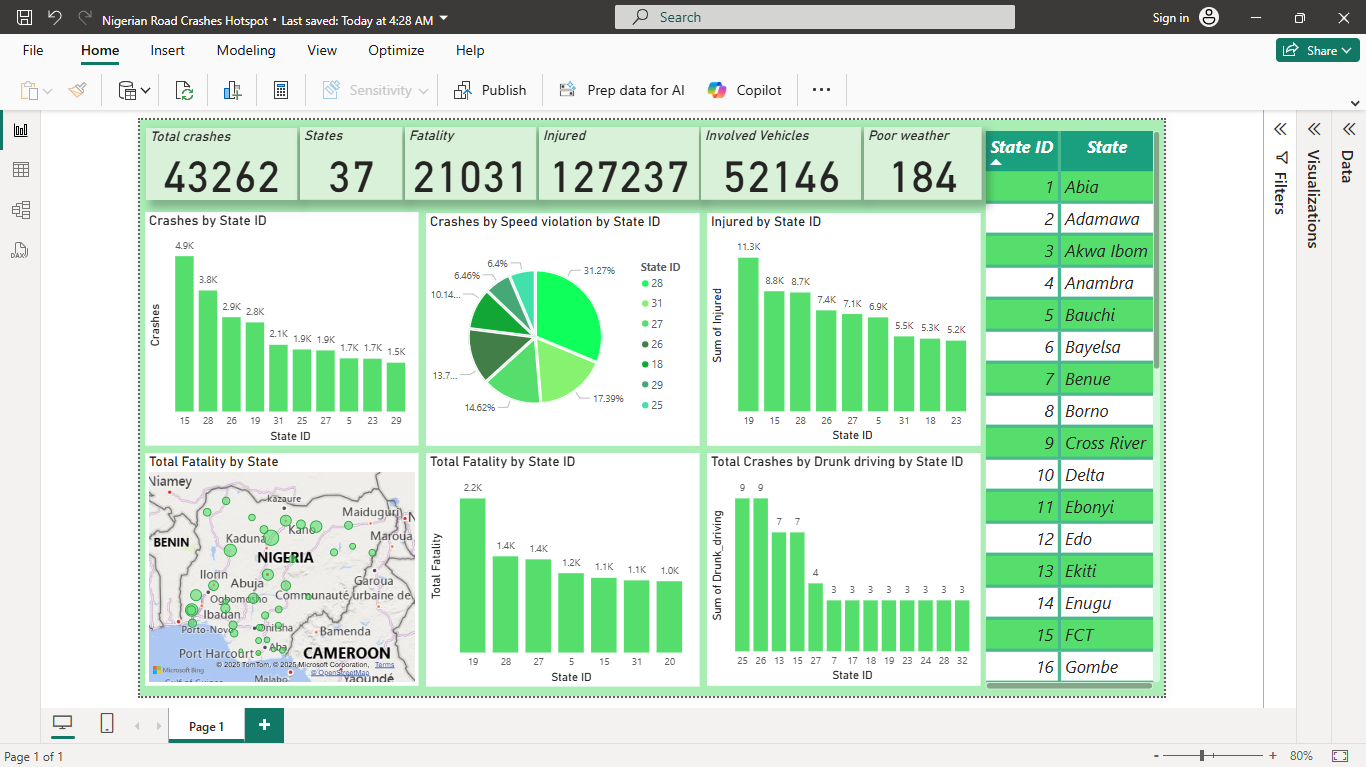 Nigerian Road Crashes Hotspot • Last saved: Today at 4:28 AM
Search
Sign in
File Home Insert Modeling View Optimize Help
Share
Sensitivity
Publish
Prep data for AI
Copilot
Total crashes
43262
States
37
Fatality
21031
Injured
127237
Involved Vehicles
52146
Poor weather
184
Crashes by State ID
4.9K
3.8K
2.9K 2.8K
2.1K 1.9K 1.9K 1.7K 1.7K 1.5K
Crashes
15 28 26 19 31 25 27 5 23 29
State ID
Crashes by Speed violation by State ID
31.27%
17.39%
14.62%
13.7...
10.14...
6.46%
6.4%
State ID
28
31
27
26
18
29
25
Injured by State ID
11.3K
8.8K 8.7K
7.4K 7.1K 6.9K
5.5K 5.3K 5.2K
Sum of Injured
19 15 28 26 27 5 31 18 23
State ID
Total Fatality by State
Niamey
kazaure
Maiduguri
Kano
Kaduna
Maroua
BENIN
NIGERIA
Ilorin
Abuja
Garoua
Ogbomosho
Communauté urbaine de
Ibadan
Porto-Novo
Onitsha
Bamenda
Aba
Port Harcourt
CAMEROON
Microsoft Bing
© 2025 TomTom, © 2025 Microsoft Corporation, Terms
© OpenStreetMap
Gulf of Guinea
Malabo
Yaoundé
Total Fatality by State ID
2.2K
1.4K 1.4K
1.2K 1.1K 1.1K 1.0K
Total Fatality
19 28 27 5 15 31 20
State ID
Total Crashes by Drunk driving by State ID
9 9
7 7
4
3 3 3 3 3 3 3 3
Sum of Drunk_driving
25 26 13 15 27 7 17 18 19 23 24 28 32
State ID
State ID State
1 Abia
2 Adamawa
3 Akwa Ibom
4 Anambra
5 Bauchi
6 Bayelsa
7 Benue
8 Borno
9 Cross River
10 Delta
11 Ebonyi
12 Edo
13 Ekiti
14 Enugu
15 FCT
16 Gombe
Filters
Visualizations
Data
Page 1
Page 1 of 1
80%